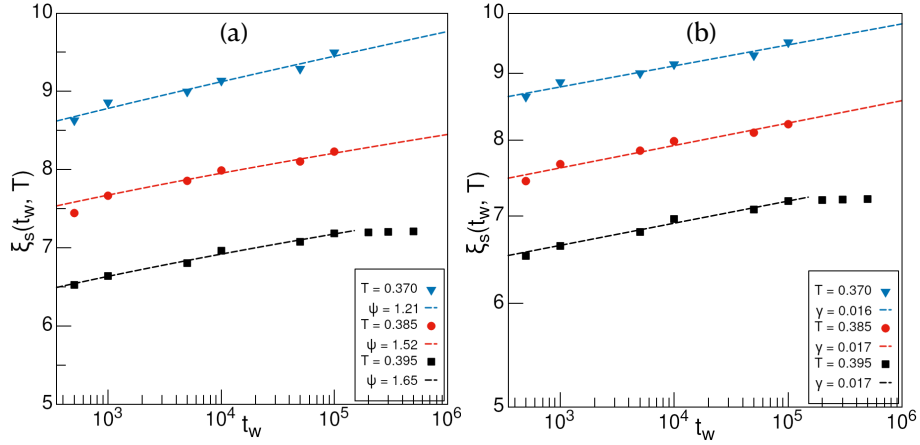 (a)
10
9
8
7
6
5
ξs(tw, T)
T = 0.370
ψ = 1.21
T = 0.385
ψ = 1.52
T = 0.395
ψ = 1.65
10³ 10⁴ 10⁵ 10⁶
tw
(b)
10
9
8
7
6
5
ξs(tw, T)
T = 0.370
γ = 0.016
T = 0.385
γ = 0.017
T = 0.395
γ = 0.017
10³ 10⁴ 10⁵ 10⁶
tw